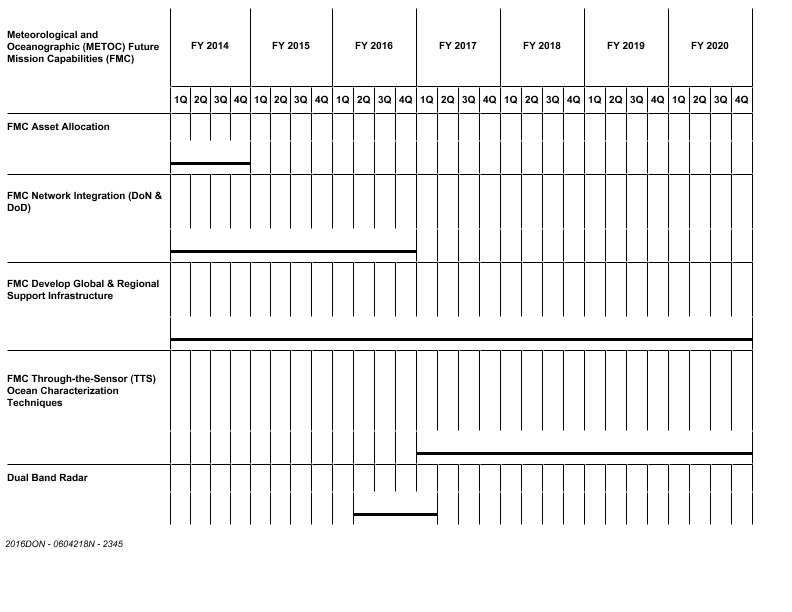 Meteorological and
Oceanographic (METOC) Future
Mission Capabilities (FMC)
FY 2014 FY 2015 FY 2016 FY 2017 FY 2018 FY 2019 FY 2020
1Q 2Q 3Q 4Q 1Q 2Q 3Q 4Q 1Q 2Q 3Q 4Q 1Q 2Q 3Q 4Q 1Q 2Q 3Q 4Q 1Q 2Q 3Q 4Q 1Q 2Q 3Q 4Q
FMC Asset Allocation
FMC Network Integration (DoN &
DoD)
FMC Develop Global & Regional
Support Infrastructure
FMC Through-the-Sensor (TTS)
Ocean Characterization
Techniques
Dual Band Radar
2016DON - 0604218N - 2345